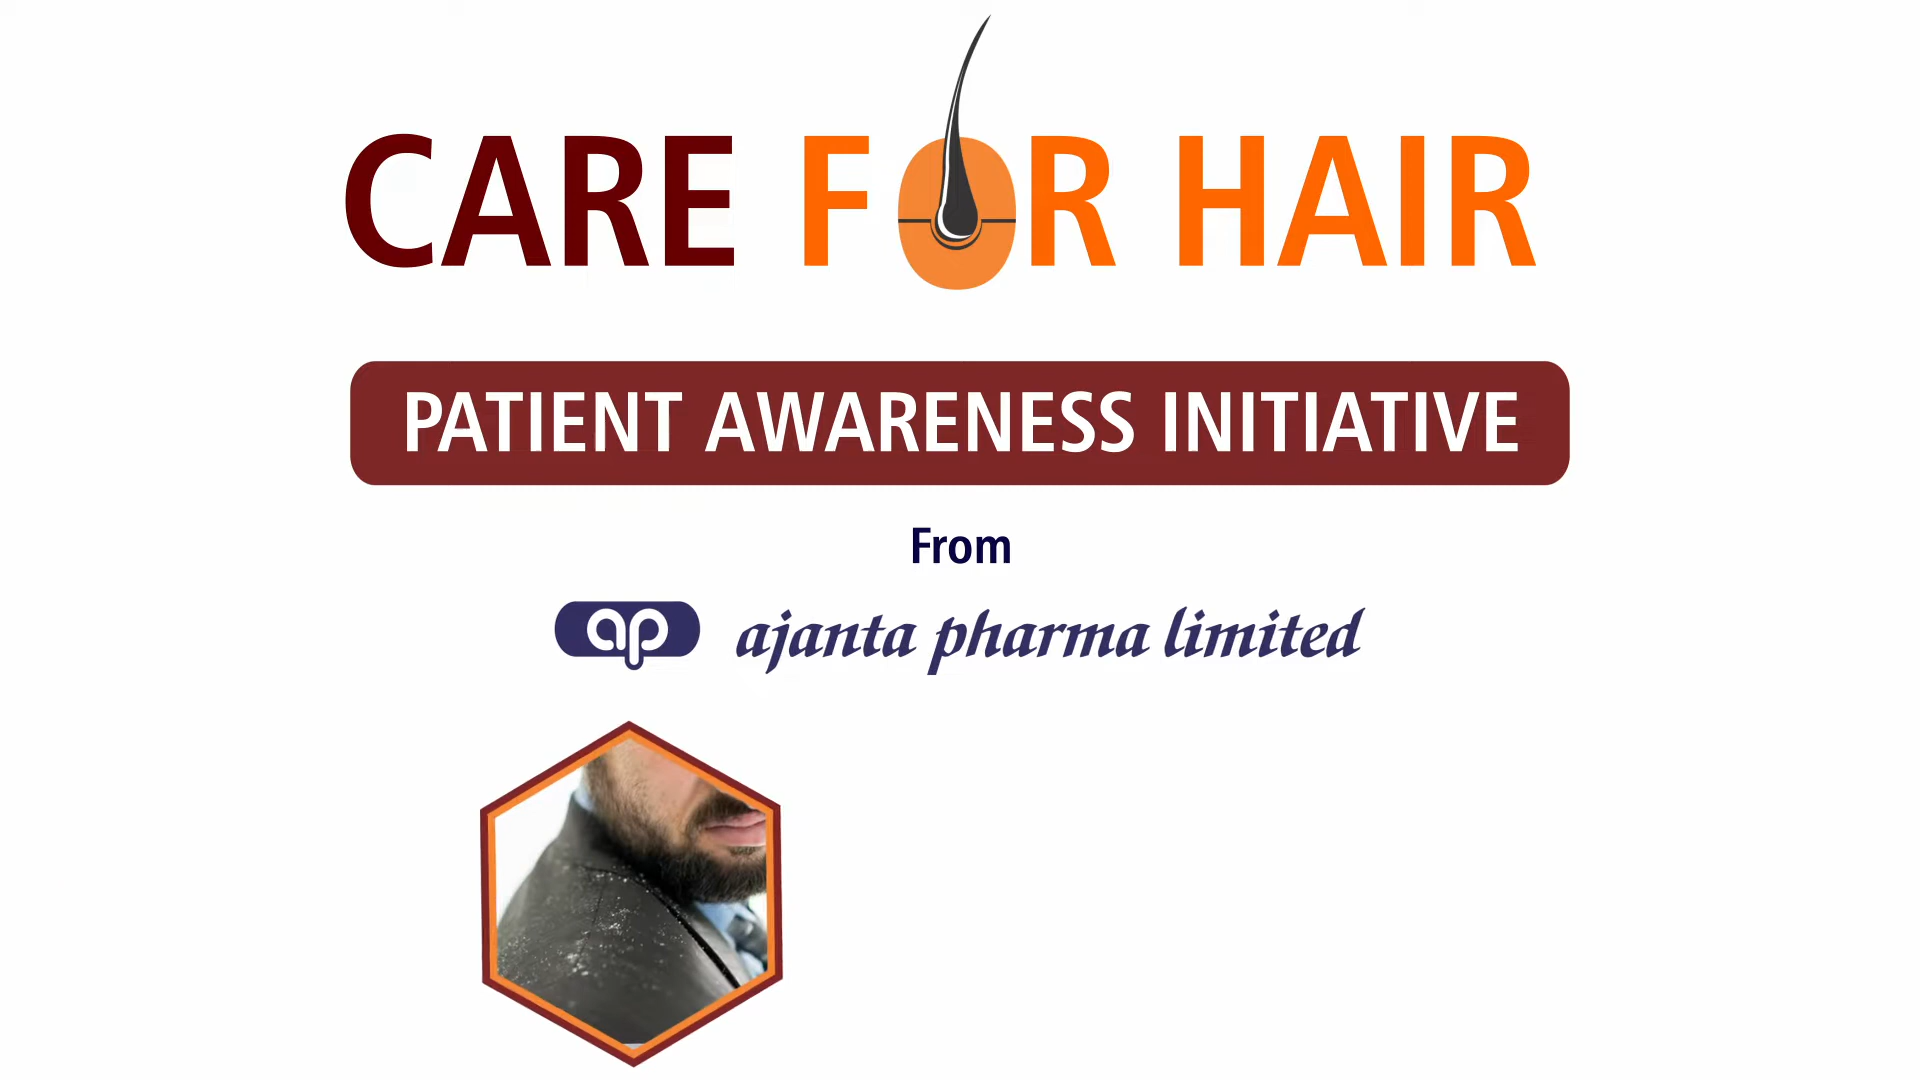 CARE FOR HAIR
PATIENT AWARENESS INITIATIVE
From
ap ajanta pharma limited